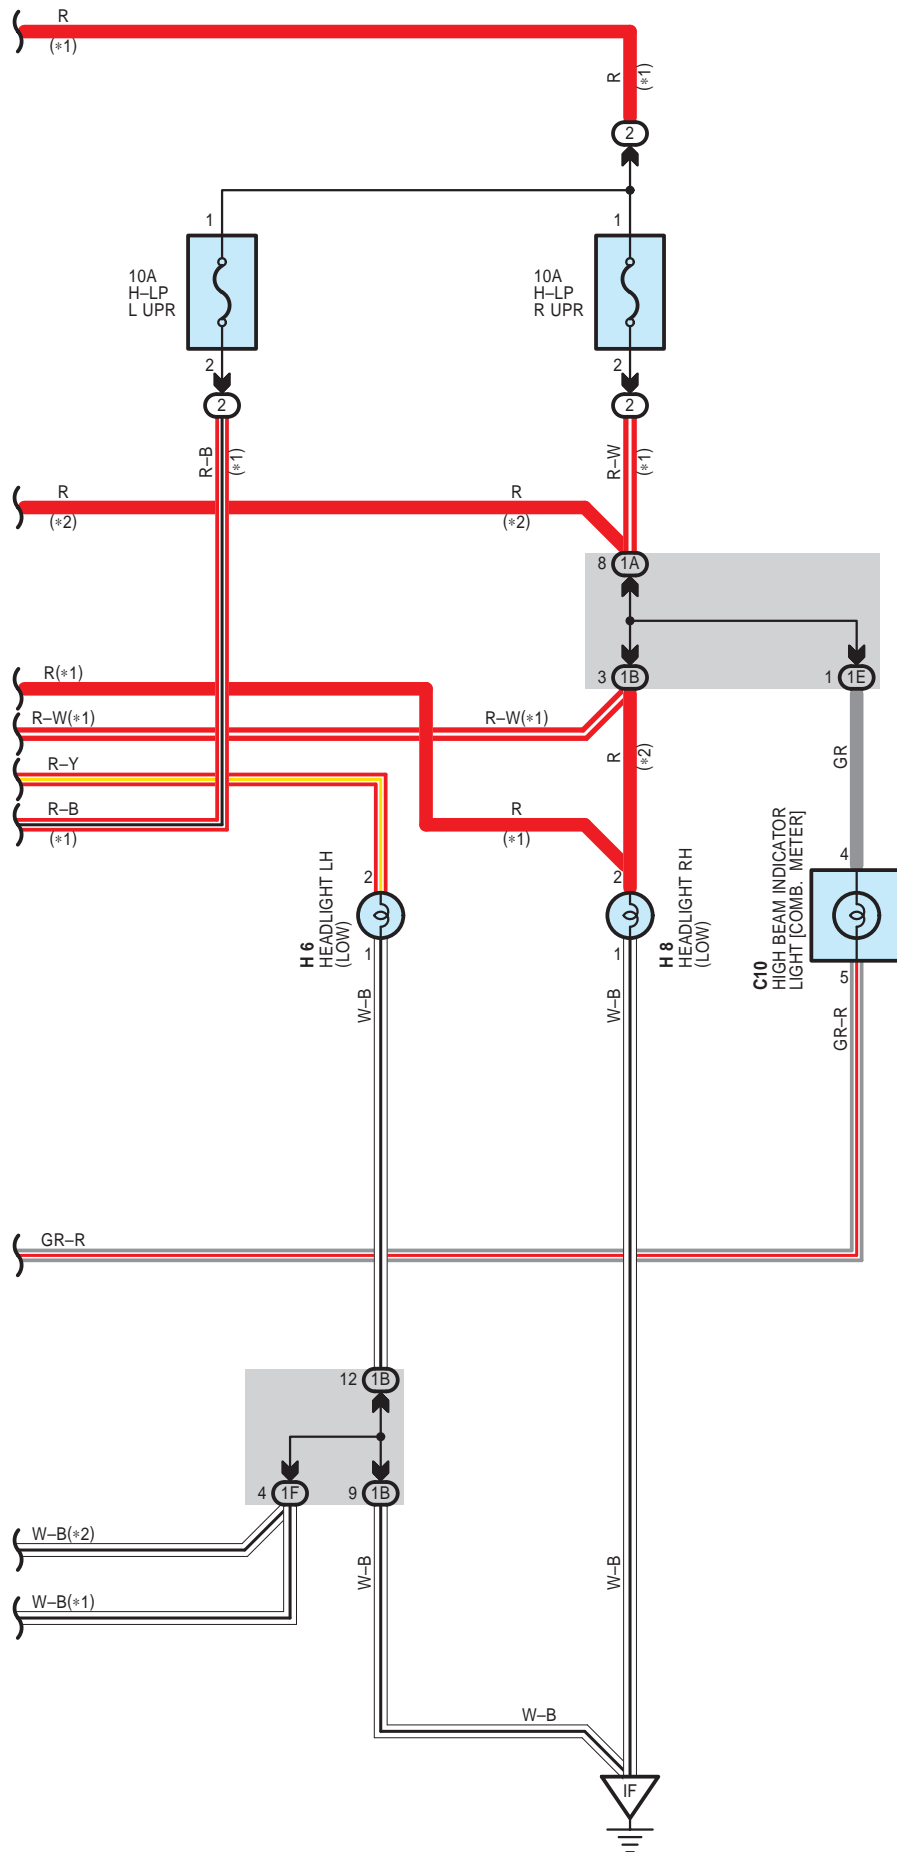 R
(∗1)
R
(∗1)
2
1
1
10A
H–LP
L UPR
10A
H–LP
R UPR
2
2
2
2
R–B
(∗1)
R–W
(∗1)
R
(∗2)
R
(∗2)
8
1A
3
1B
1
1E
R(∗1)
R–W(∗1)
R–W(∗1)
R
(∗2)
GR
R–Y
R–B
(∗1)
R
(∗1)
2
2
4
H 6
HEADLIGHT LH
(LOW)
H 8
HEADLIGHT RH
(LOW)
C10
HIGH BEAM INDICATOR
LIGHT [COMB. METER]
1
1
5
W–B
W–B
GR–R
GR–R
12
1B
4
1F
9
1B
W–B(∗2)
W–B
W–B
W–B(∗1)
W–B
IF